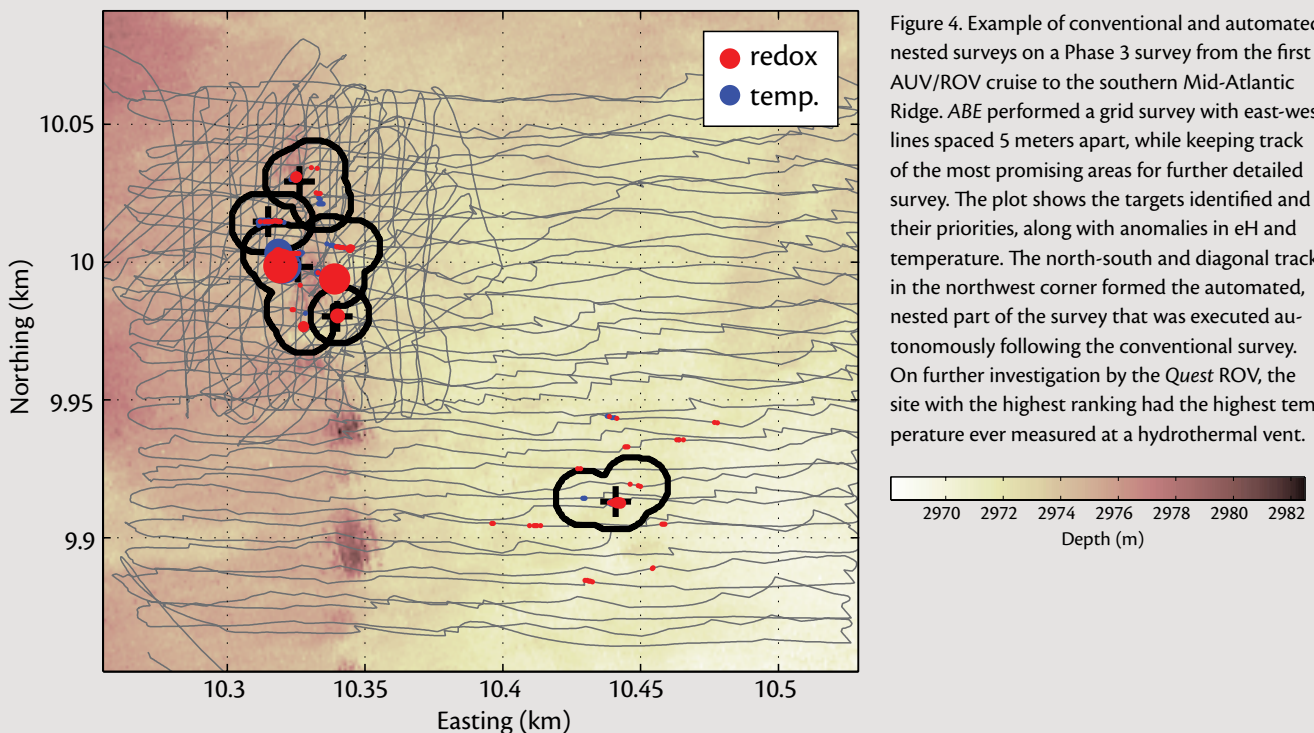 redox
temp.
10.05
10
9.95
9.9
Northing (km)
10.3
10.35
10.4
10.45
10.5
Easting (km)
Figure 4. Example of conventional and automated
nested surveys on a Phase 3 survey from the first
AUV/ROV cruise to the southern Mid-Atlantic
Ridge. ABE performed a grid survey with east-wes
lines spaced 5 meters apart, while keeping track
of the most promising areas for further detailed
survey. The plot shows the targets identified and
their priorities, along with anomalies in eH and
temperature. The north-south and diagonal track
in the northwest corner formed the automated,
nested part of the survey that was executed au-
tonomously following the conventional survey.
On further investigation by the Quest ROV, the
site with the highest ranking had the highest tem
perature ever measured at a hydrothermal vent.
2970 2972 2974 2976 2978 2980 2982
Depth (m)